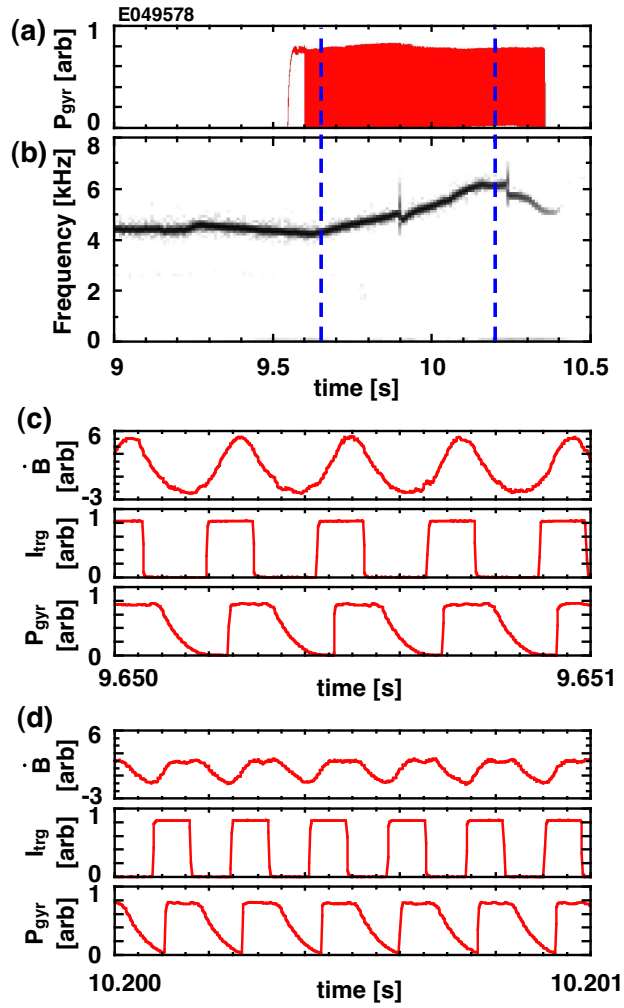 E049578
(a)
1
P_gyr [arb]
0
(b)
8
6
4
2
0
Frequency [kHz]
9 9.5 10 10.5
time [s]
(c)
6
Ḃ [arb]
-3
1
I_trg [arb]
0
1
P_gyr [arb]
0
9.650 time [s] 9.651
(d)
6
Ḃ [arb]
-3
1
I_trg [arb]
0
1
P_gyr [arb]
0
10.200 time [s] 10.201